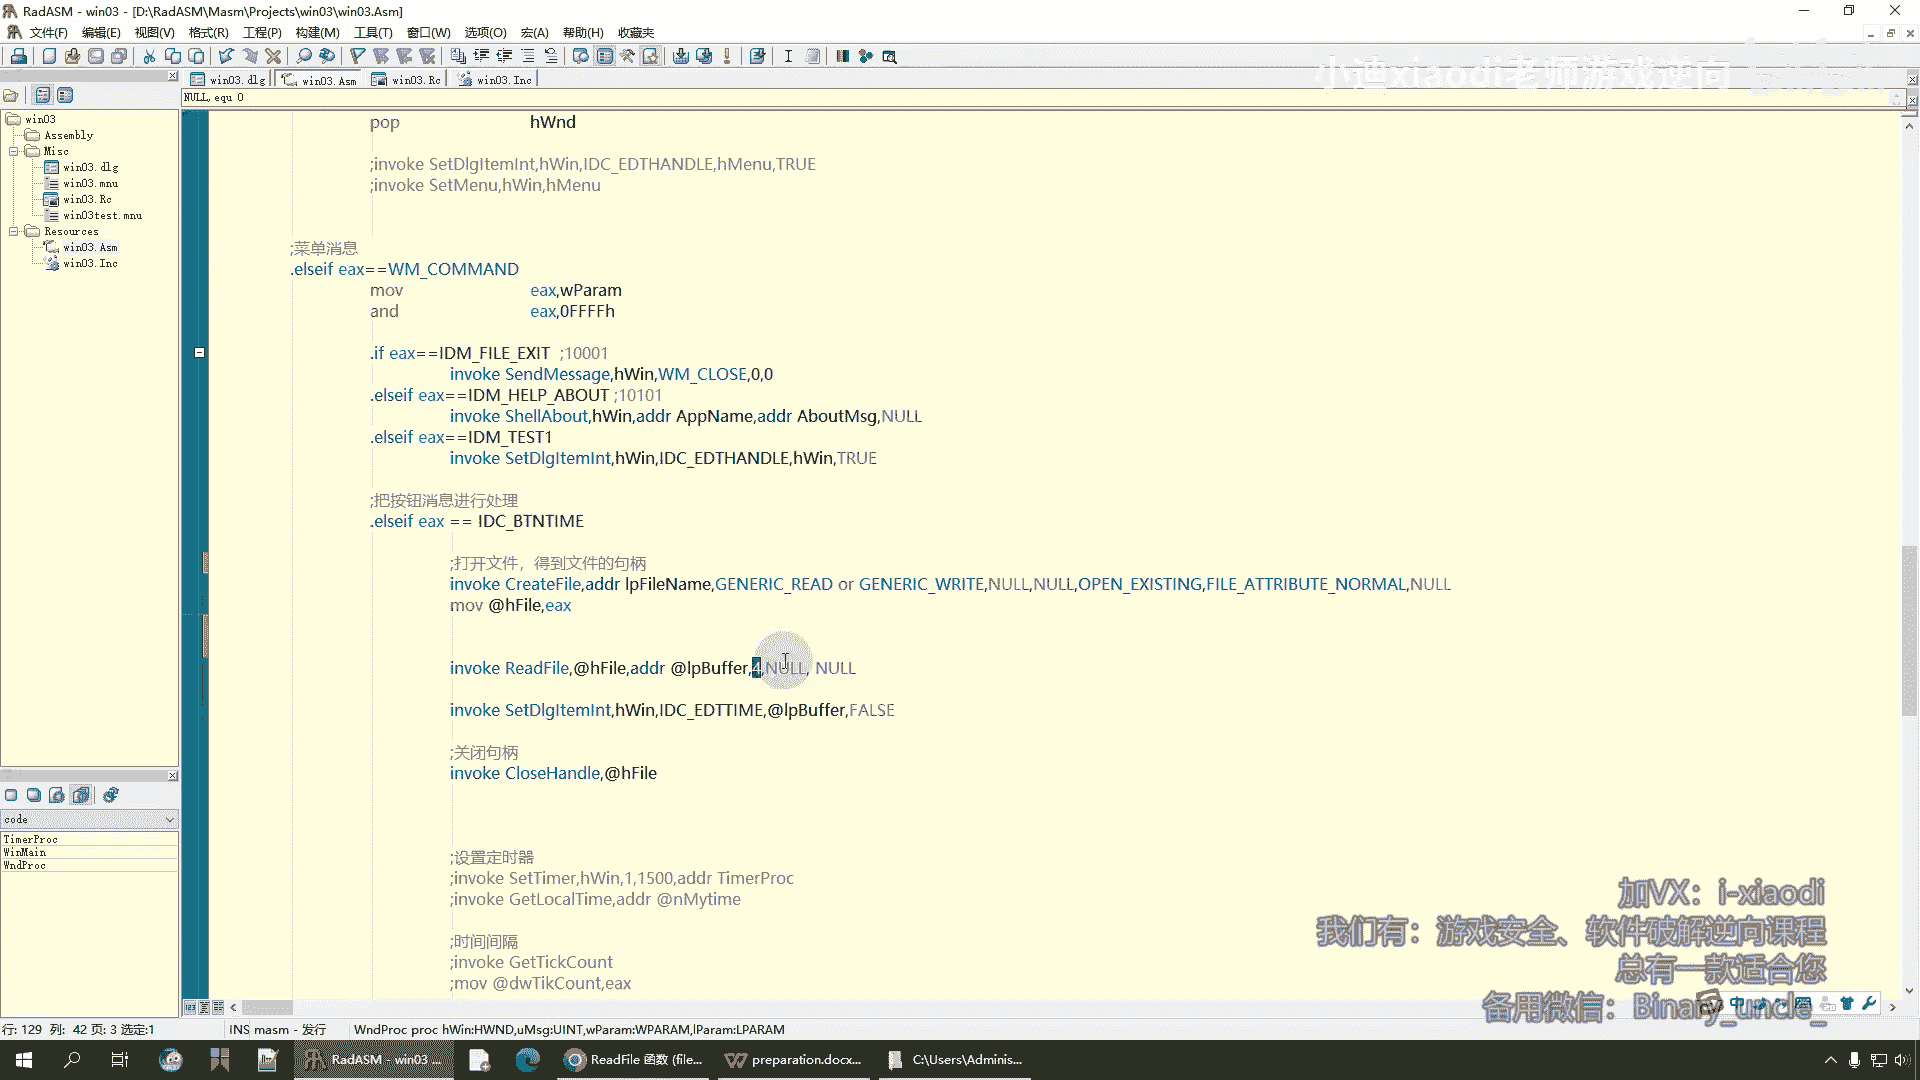 RadASM - win03 - [D:\RadASM\Masm\Projects\win03\win03.Asm]
文件(F) 编辑(E) 视图(V) 格式(R) 工程(P) 构建(M) 工具(T) 窗口(W) 选项(O) 宏(A) 帮助(H) 收藏夹
小迪xiaodi老师游戏逆向
win03.dlg win03.Asm win03.Rc win03.Inc
NULL, equ 0
win03
Assembly
Misc
win03.dlg
win03.mnu
win03.Rc
win03test.mnu
Resources
win03.Asm
win03.Inc
code
TimerProc
WinMain
WndProc
pop hWnd
;invoke SetDlgItemInt,hWin,IDC_EDTHANDLE,hMenu,TRUE
;invoke SetMenu,hWin,hMenu
;菜单消息
.elseif eax==WM_COMMAND
mov eax,wParam
and eax,0FFFFh
.if eax==IDM_FILE_EXIT ;10001
invoke SendMessage,hWin,WM_CLOSE,0,0
.elseif eax==IDM_HELP_ABOUT ;10101
invoke ShellAbout,hWin,addr AppName,addr AboutMsg,NULL
.elseif eax==IDM_TEST1
invoke SetDlgItemInt,hWin,IDC_EDTHANDLE,hWin,TRUE
;把按钮消息进行处理
.elseif eax == IDC_BTNTIME
;打开文件，得到文件的句柄
invoke CreateFile,addr lpFileName,GENERIC_READ or GENERIC_WRITE,NULL,NULL,OPEN_EXISTING,FILE_ATTRIBUTE_NORMAL,NULL
mov @hFile,eax
invoke ReadFile,@hFile,addr @lpBuffer,4,NULL, NULL
invoke SetDlgItemInt,hWin,IDC_EDTTIME,@lpBuffer,FALSE
;关闭句柄
invoke CloseHandle,@hFile
;设置定时器
;invoke SetTimer,hWin,1,1500,addr TimerProc
;invoke GetLocalTime,addr @nMytime
;时间间隔
;invoke GetTickCount
;mov @dwTikCount,eax
加VX：i-xiaodi
我们有：游戏安全、软件破解逆向课程
总有一款适合您
备用微信：Binary_uncle_
行: 129 列: 42 页: 3 选定:1 INS masm - 发行 WndProc proc hWin:HWND,uMsg:UINT,wParam:WPARAM,lParam:LPARAM
RadASM - win03 ... ReadFile 函数 (file... preparation.docx... C:\Users\Adminis...